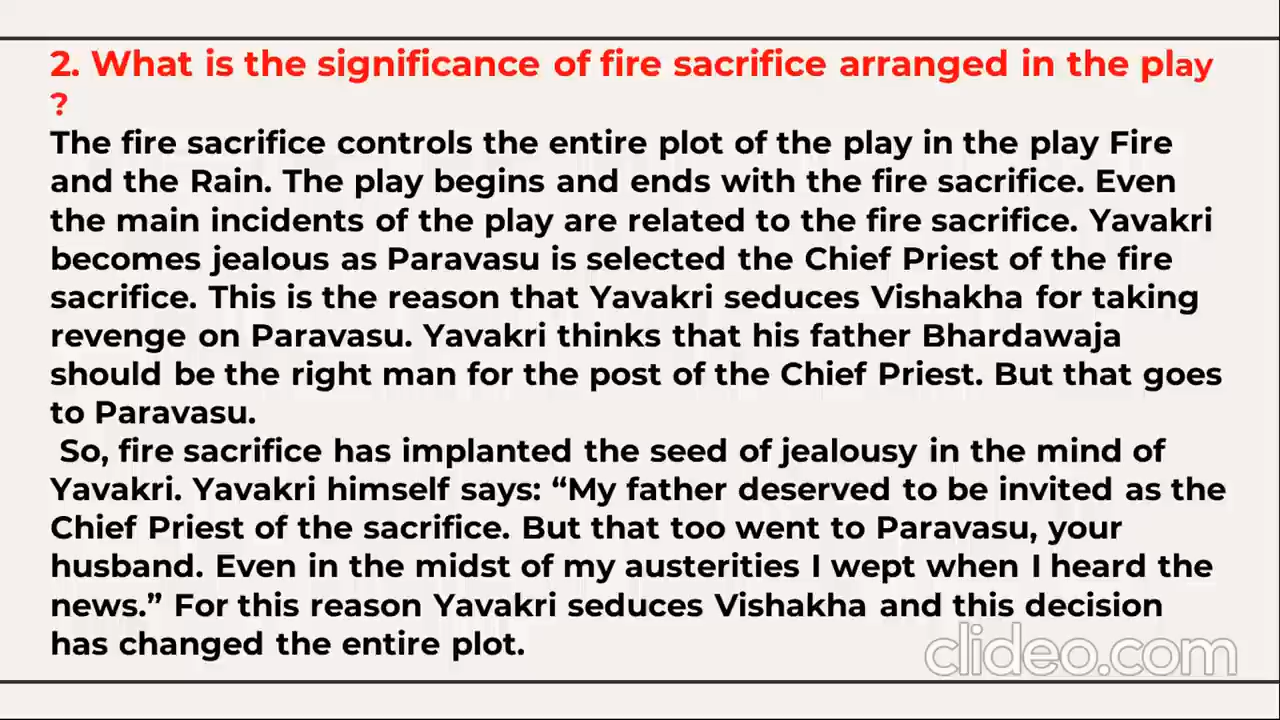 2. What is the significance of fire sacrifice arranged in the play
?
The fire sacrifice controls the entire plot of the play in the play Fire
and the Rain. The play begins and ends with the fire sacrifice. Even
the main incidents of the play are related to the fire sacrifice. Yavakri
becomes jealous as Paravasu is selected the Chief Priest of the fire
sacrifice. This is the reason that Yavakri seduces Vishakha for taking
revenge on Paravasu. Yavakri thinks that his father Bhardawaja
should be the right man for the post of the Chief Priest. But that goes
to Paravasu.
So, fire sacrifice has implanted the seed of jealousy in the mind of
Yavakri. Yavakri himself says: “My father deserved to be invited as the
Chief Priest of the sacrifice. But that too went to Paravasu, your
husband. Even in the midst of my austerities I wept when I heard the
news.” For this reason Yavakri seduces Vishakha and this decision
has changed the entire plot.
clideo.com